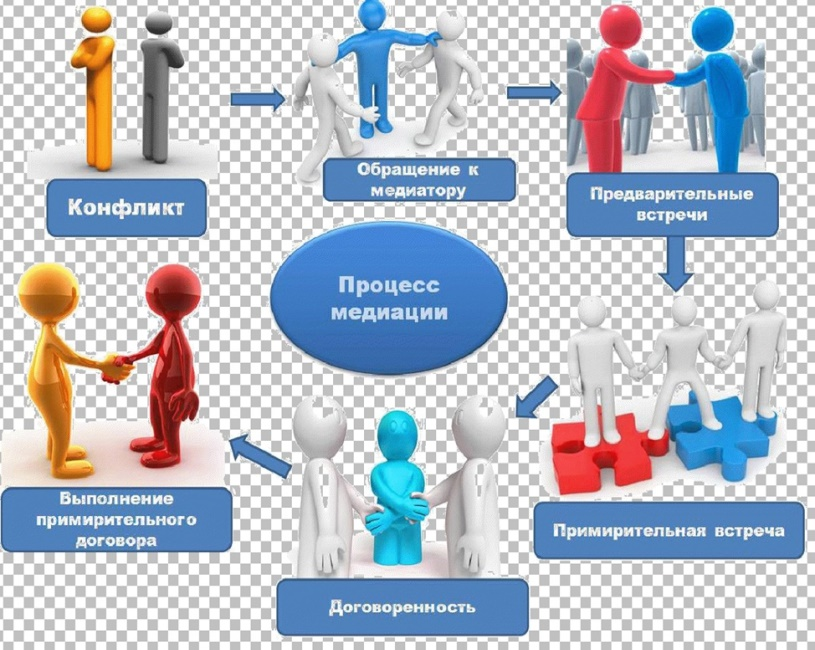 Конфликт
Обращение к
медиатору
Предварительные
встречи
Процесс
медиации
Примирительная встреча
Договоренность
Выполнение
примирительного
договора